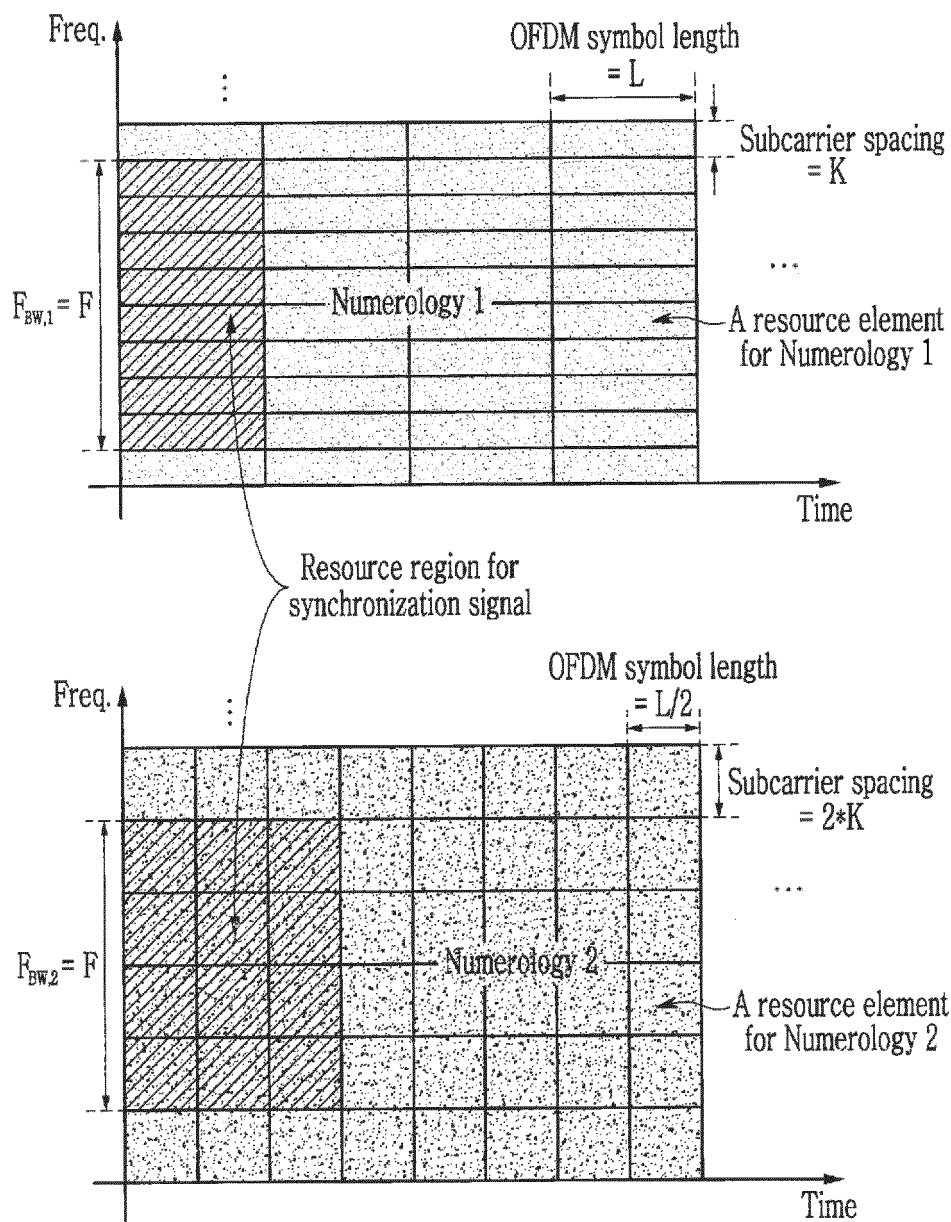 Freq.
OFDM symbol length
= L
⋮
Subcarrier spacing
= K
F_BW,1 = F
Numerology 1
⋯
A resource element
for Numerology 1
Time
Resource region for
synchronization signal
OFDM symbol length
= L/2
Freq.
⋮
Subcarrier spacing
= 2*K
⋯
F_BW,2 = F
Numerology 2
A resource element
for Numerology 2
Time